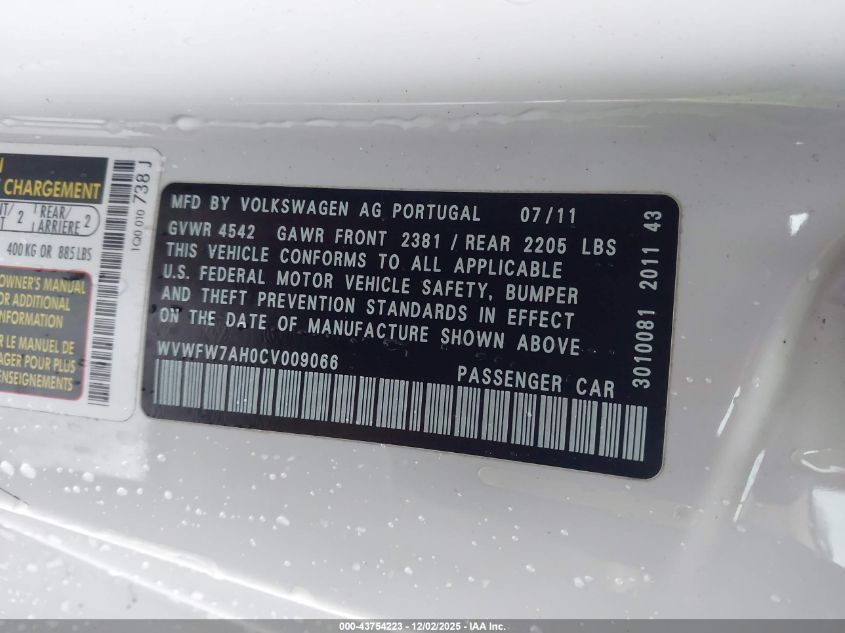 CHARGEMENT
2
REAR/
ARRIERE 2
400 KG OR 885 LBS
1Q0 010 738 J
OWNER'S MANUAL
OR ADDITIONAL
INFORMATION
LE MANUEL DE
POUR PLUS
RENSEIGNEMENTS
MFD BY VOLKSWAGEN AG PORTUGAL 07/11
GVWR 4542 GAWR FRONT 2381 / REAR 2205 LBS
THIS VEHICLE CONFORMS TO ALL APPLICABLE
U.S. FEDERAL MOTOR VEHICLE SAFETY, BUMPER
AND THEFT PREVENTION STANDARDS IN EFFECT
ON THE DATE OF MANUFACTURE SHOWN ABOVE
WVWFW7AH0CV009066 PASSENGER CAR
3010081 2011 43
000-43754223 - 12/02/2025 - IAA Inc.